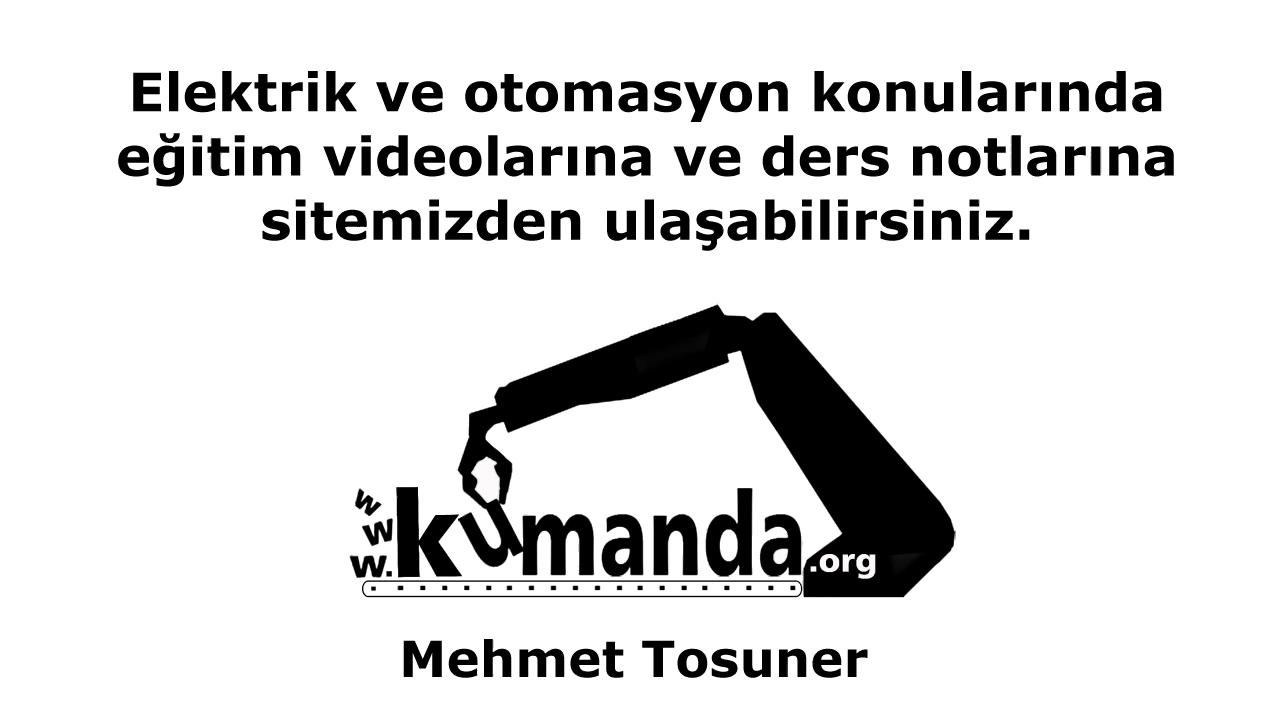 Elektrik ve otomasyon konularında
eğitim videolarına ve ders notlarına
sitemizden ulaşabilirsiniz.
www.kumanda.org
Mehmet Tosuner